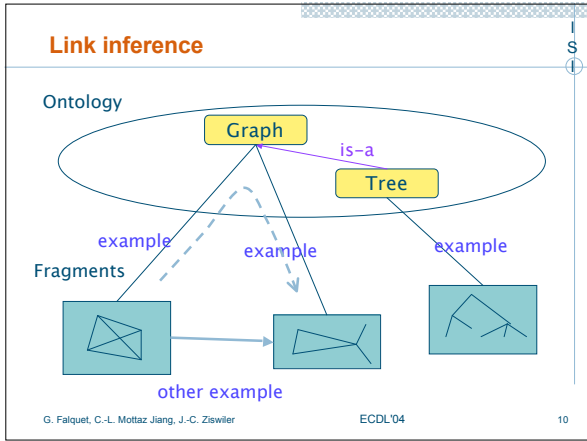 Link inference
I
S
I
Ontology
Graph
is-a
Tree
example
example
example
Fragments
other example
G. Falquet, C.-L. Mottaz Jiang, J.-C. Ziswiler
ECDL'04
10